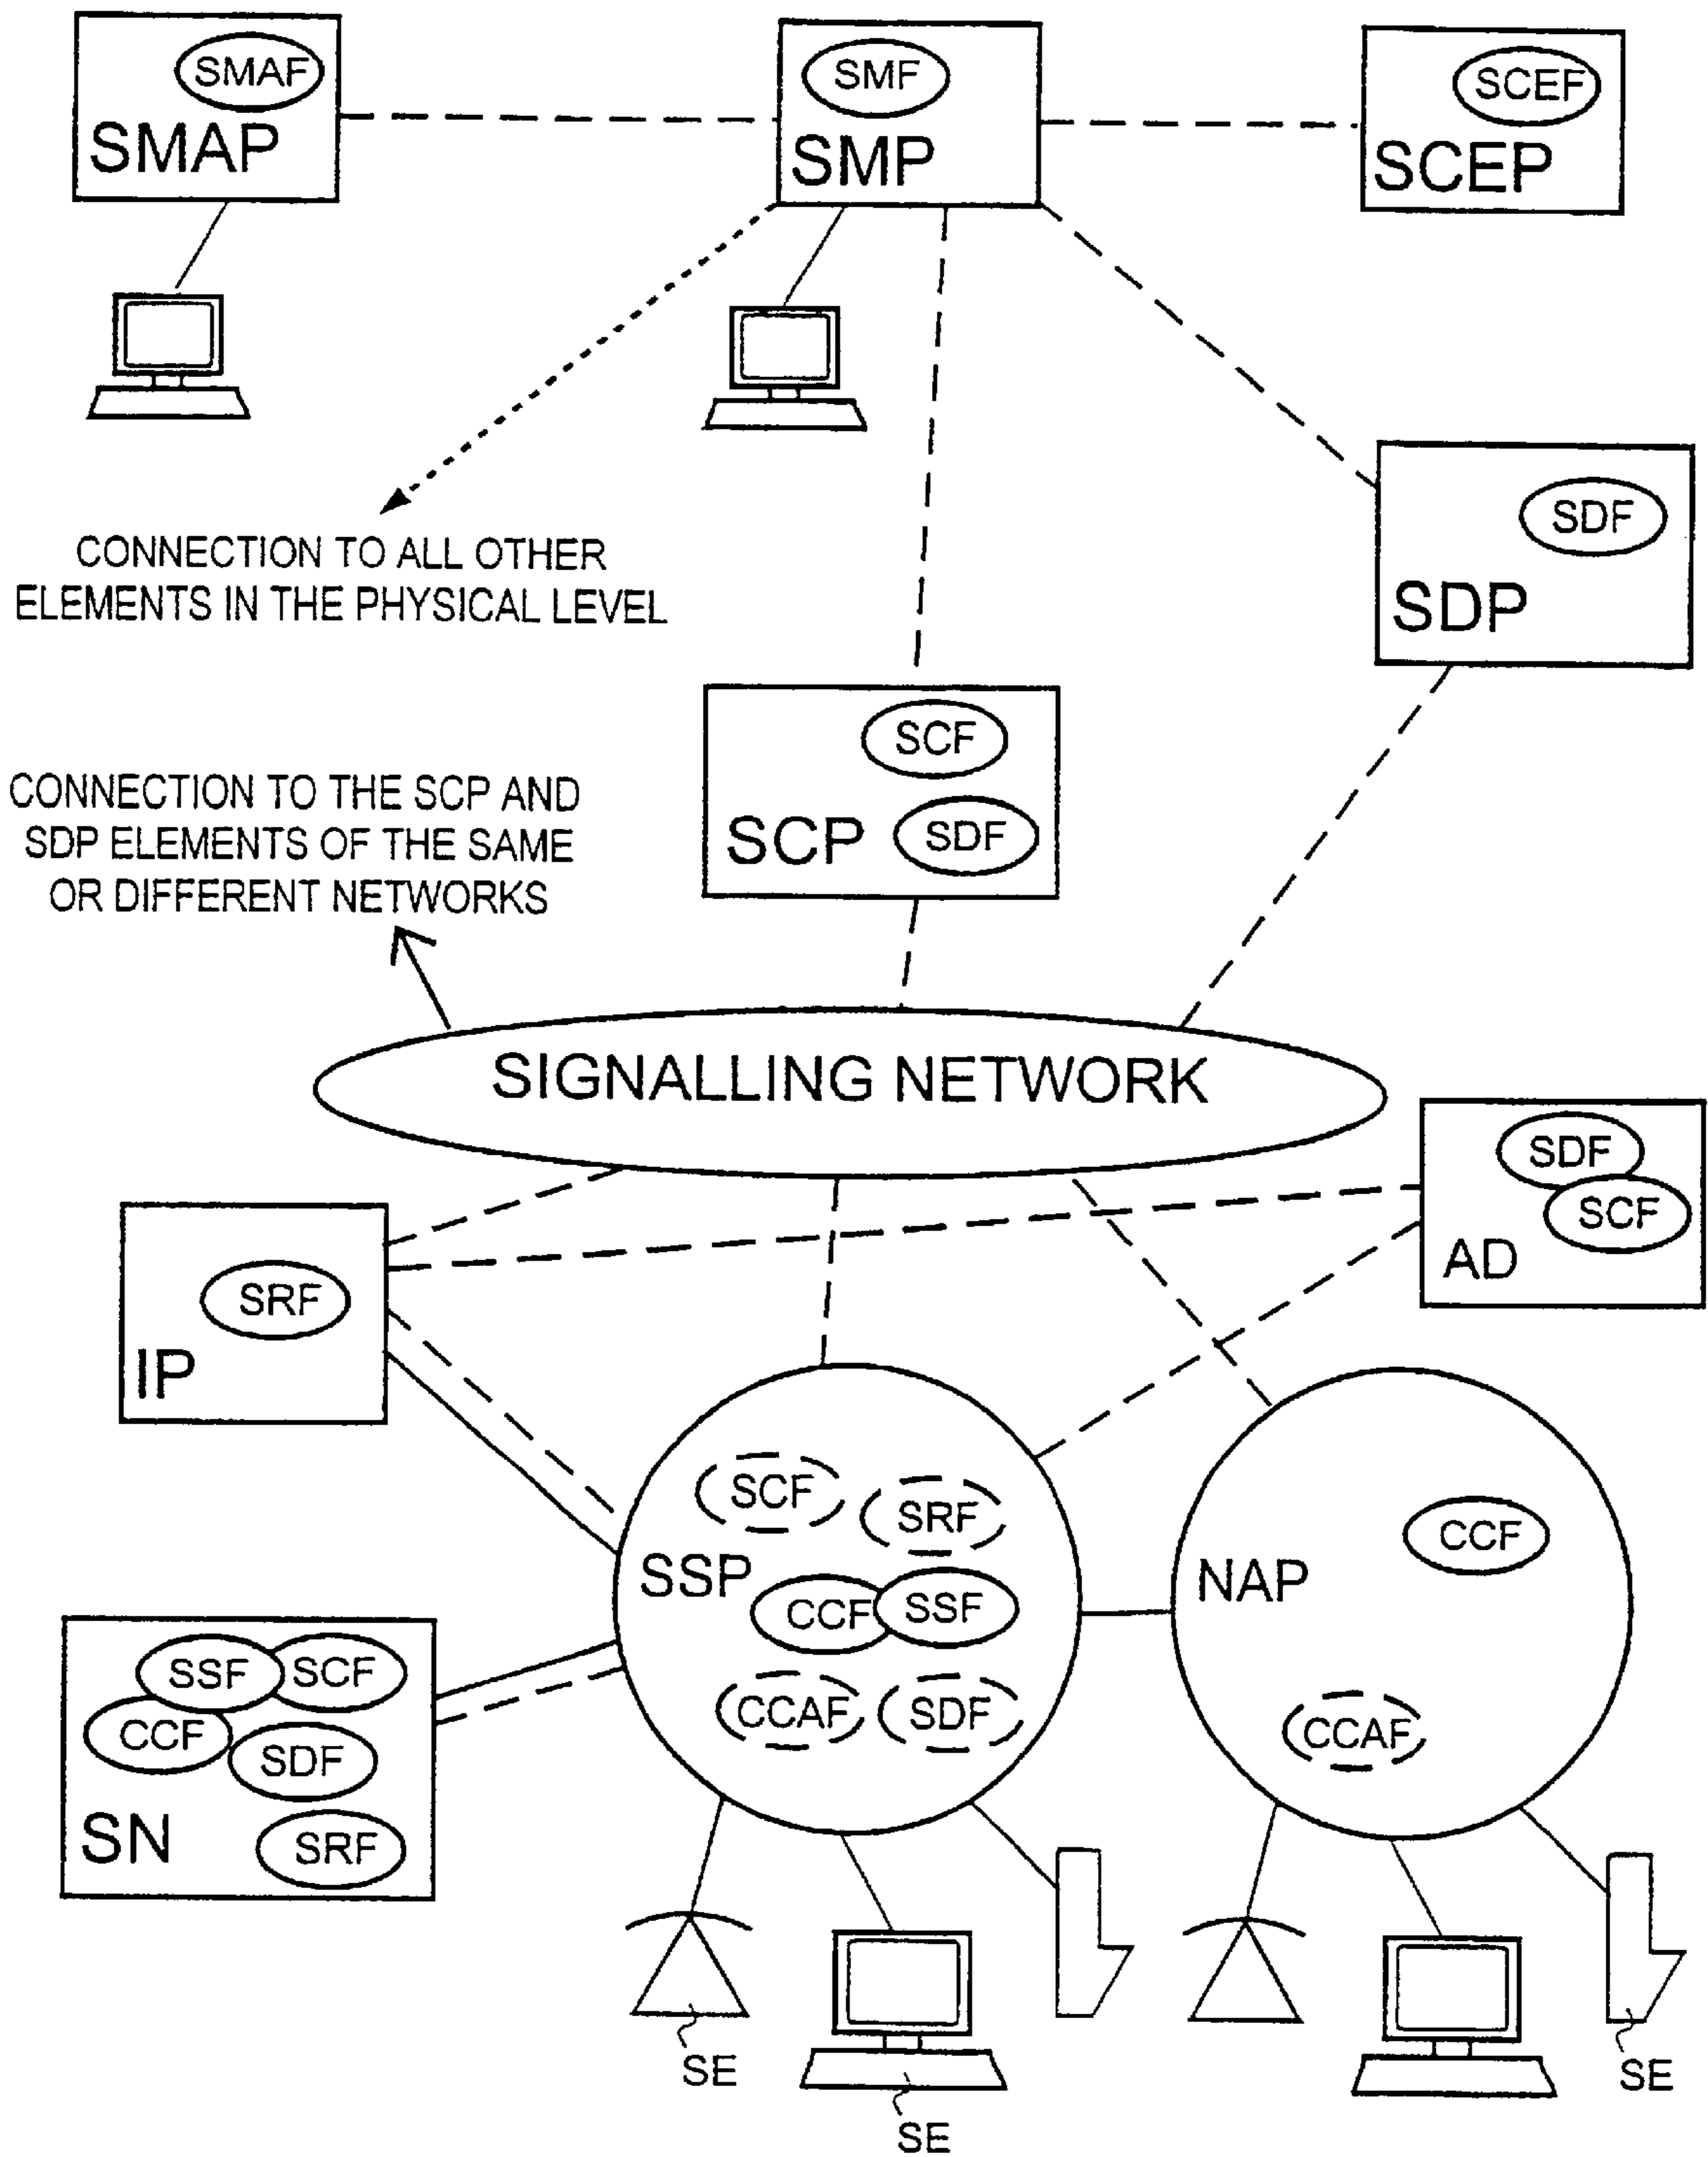 SMAF
SMAP
SMF
SMP
SCEF
SCEP
CONNECTION TO ALL OTHER
ELEMENTS IN THE PHYSICAL LEVEL
SDF
SDP
SCF
SDF
SCP
CONNECTION TO THE SCP AND
SDP ELEMENTS OF THE SAME
OR DIFFERENT NETWORKS
SIGNALLING NETWORK
SDF
SCF
AD
SRF
IP
SCF
SRF
SSP
CCF
SSF
CCAF
SDF
CCF
NAP
CCAF
SSF
SCF
CCF
SDF
SRF
SN
SE
SE
SE